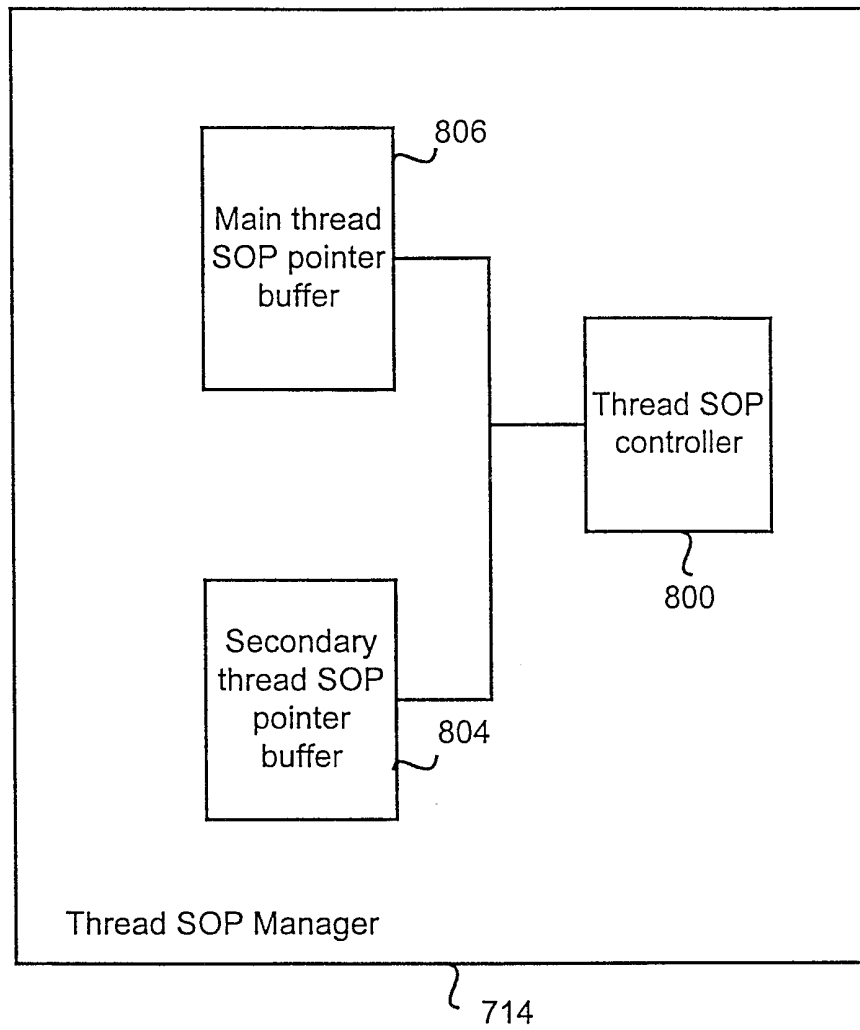 806
Main thread
SOP pointer
buffer
Thread SOP
controller
800
Secondary
thread SOP
pointer
buffer
804
Thread SOP Manager
714